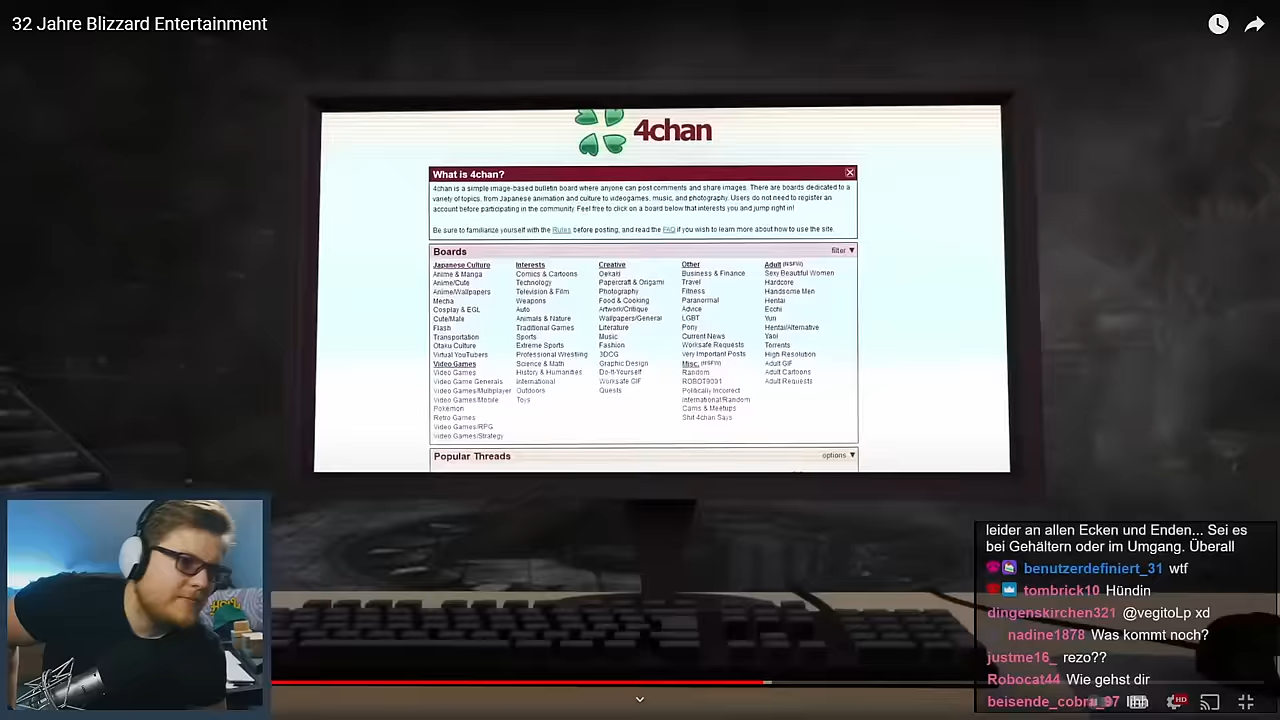 32 Jahre Blizzard Entertainment
4chan
What is 4chan?
4chan is a simple image-based bulletin board where anyone can post comments and share images. There are boards dedicated to a
variety of topics, from Japanese animation and culture to videogames, music, and photography. Users do not need to register an
account before participating in the community. Feel free to click on a board below that interests you and jump right in!
Be sure to familiarize yourself with the Rules before posting, and read the FAQ if you wish to learn more about how to use the site.
Boards
filter ▼
Japanese Culture
Anime & Manga
Anime/Cute
Anime/Wallpapers
Mecha
Cosplay & EGL
Cute/Male
Flash
Transportation
Otaku Culture
Virtual YouTubers
Video Games
Video Games
Video Game Generals
Video Games/Multiplayer
Video Games/Mobile
Pokémon
Retro Games
Video Games/RPG
Video Games/Strategy
Interests
Comics & Cartoons
Technology
Television & Film
Weapons
Auto
Animals & Nature
Traditional Games
Sports
Extreme Sports
Professional Wrestling
Science & Math
History & Humanities
International
Outdoors
Toys
Creative
Oekaki
Papercraft & Origami
Photography
Food & Cooking
Artwork/Critique
Wallpapers/General
Literature
Music
Fashion
3DCG
Graphic Design
Do-It-Yourself
Worksafe GIF
Quests
Other
Business & Finance
Travel
Fitness
Paranormal
Advice
LGBT
Pony
Current News
Worksafe Requests
Very Important Posts
Misc. (NSFW)
Random
ROBOT9001
Politically Incorrect
International/Random
Cams & Meetups
Shit 4chan Says
Adult (NSFW)
Sexy Beautiful Women
Hardcore
Handsome Men
Hentai
Ecchi
Yuri
Hentai/Alternative
Yaoi
Torrents
High Resolution
Adult GIF
Adult Cartoons
Adult Requests
Popular Threads
options ▼
leider an allen Ecken und Enden... Sei es
bei Gehältern oder im Umgang. Überall
benutzerdefiniert_31 wtf
tombrick10 Hündin
dingenskirchen321 @vegitoLp xd
nadine1878 Was kommt noch?
justme16_ rezo??
Robocat44 Wie gehst dir
beisende_cobra_97
HD